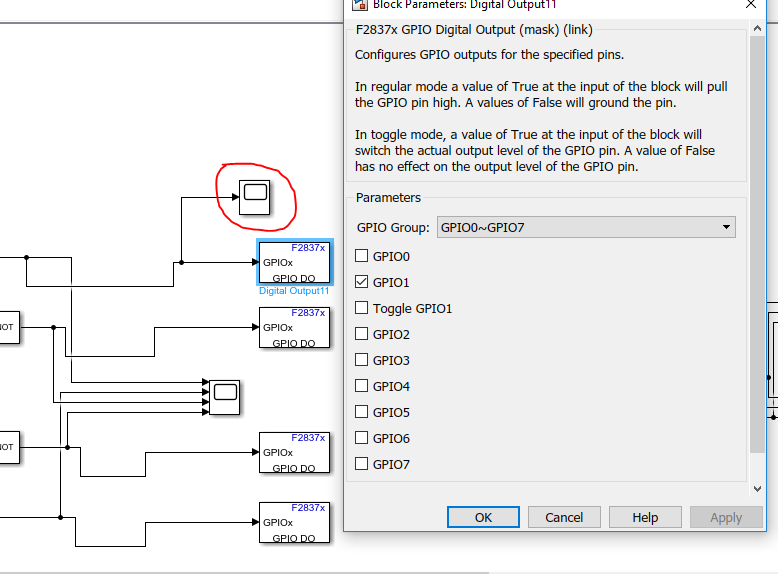 Block Parameters: Digital Output11
F2837x GPIO Digital Output (mask) (link)
Configures GPIO outputs for the specified pins.
In regular mode a value of True at the input of the block will pull
the GPIO pin high. A values of False will ground the pin.
In toggle mode, a value of True at the input of the block will
switch the actual output level of the GPIO pin. A value of False
has no effect on the output level of the GPIO pin.
Parameters
GPIO Group: GPIO0~GPIO7
GPIO0
GPIO1
Toggle GPIO1
GPIO2
GPIO3
GPIO4
GPIO5
GPIO6
GPIO7
OK Cancel Help Apply
F2837x
GPIOx
GPIO DO
Digital Output11
F2837x
NOT
GPIOx
GPIO DO
F2837x
NOT
GPIOx
GPIO DO
F2837x
GPIOx
GPIO DO